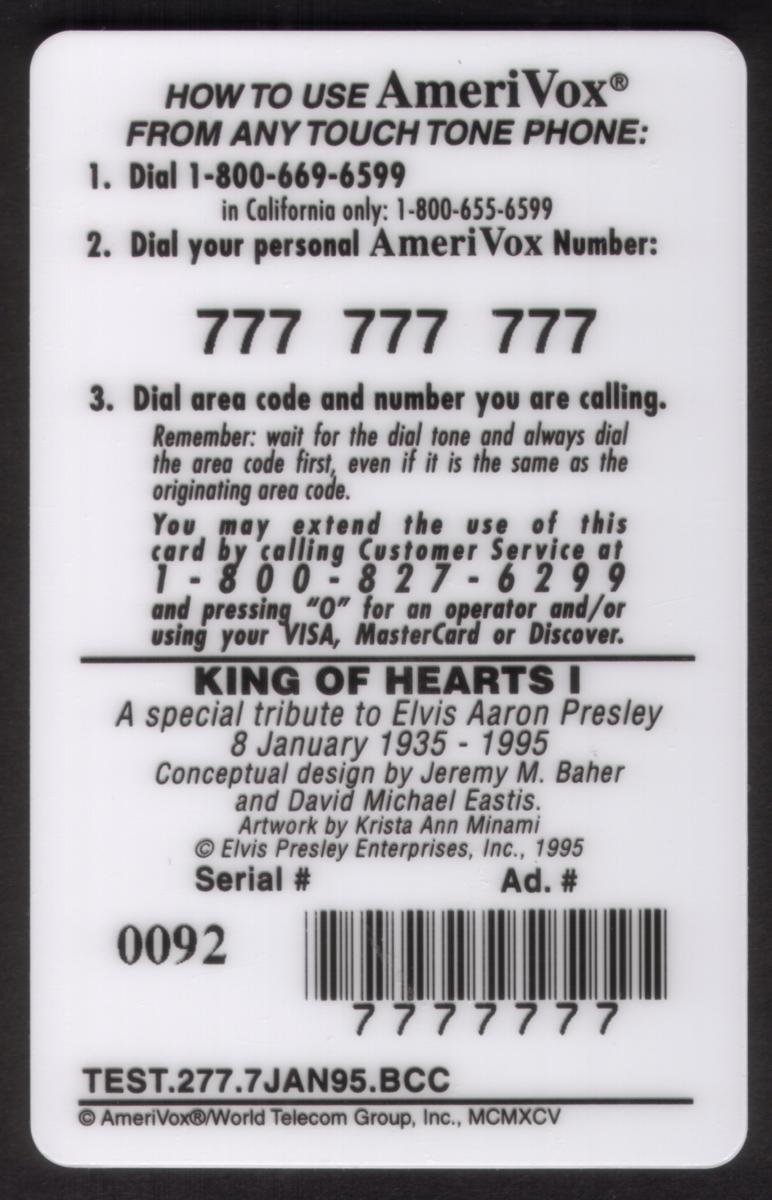 HOW TO USE AmeriVox®
FROM ANY TOUCH TONE PHONE:
1. Dial 1-800-669-6599
in California only: 1-800-655-6599
2. Dial your personal AmeriVox Number:
777 777 777
3. Dial area code and number you are calling.
Remember: wait for the dial tone and always dial
the area code first, even if it is the same as the
originating area code.
You may extend the use of this
card by calling Customer Service at
1-800-827-6299
and pressing "O" for an operator and/or
using your VISA, MasterCard or Discover.
KING OF HEARTS I
A special tribute to Elvis Aaron Presley
8 January 1935 - 1995
Conceptual design by Jeremy M. Baher
and David Michael Eastis.
Artwork by Krista Ann Minami
© Elvis Presley Enterprises, Inc., 1995
Serial # Ad. #
0092
7777777
TEST.277.7JAN95.BCC
© AmeriVox®/World Telecom Group, Inc., MCMXCV